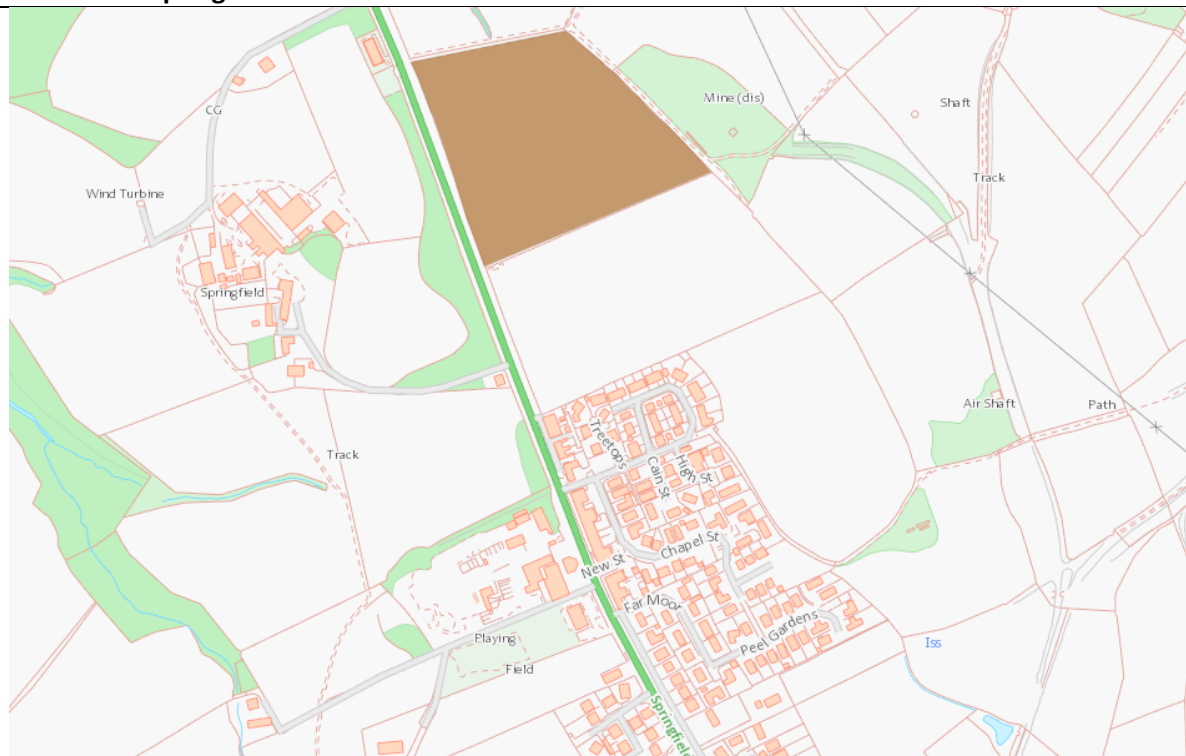 Mine (dis)
Shaft
CG
Track
Wind Turbine
Springfield
Air Shaft
Path
Treetops
Track
High St
Cain St
Chapel St
New St
Far Moor
Peel Gardens
Playing
Field
Iss
Springfield